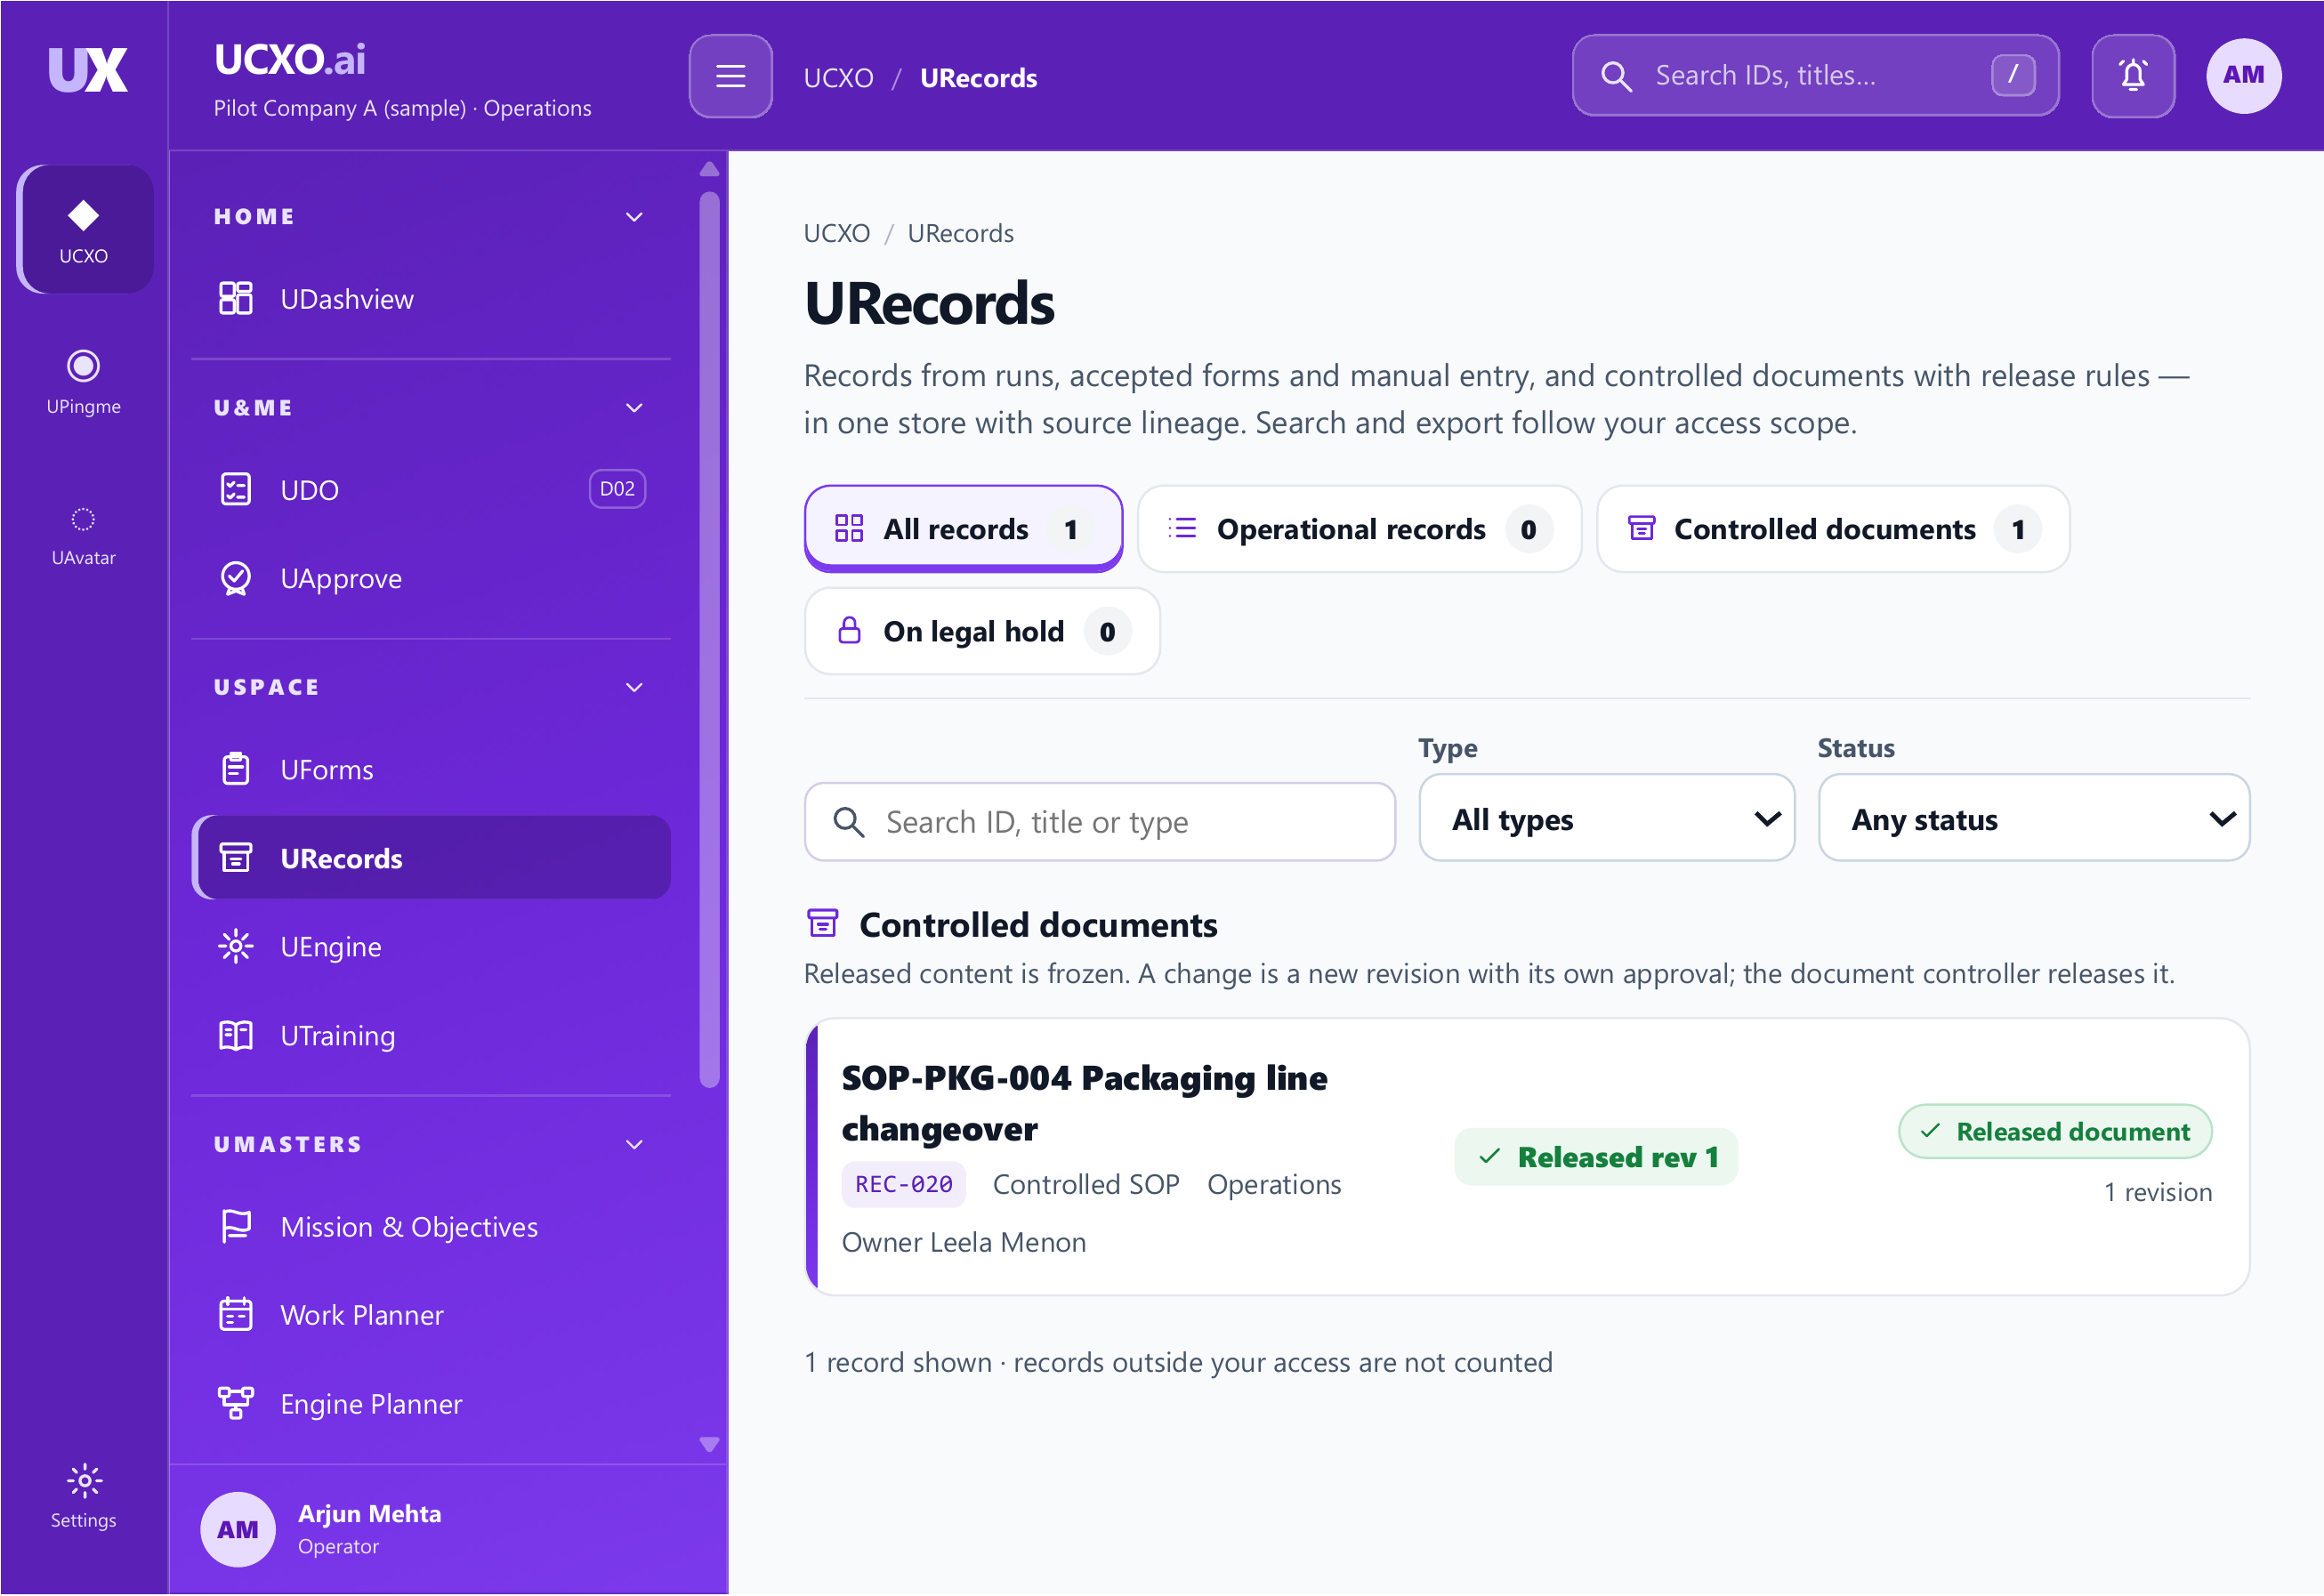 UX
UCXO.ai
Pilot Company A (sample) · Operations
UCXO / URecords
Search IDs, titles...
/
AM
UCXO
UPingme
UAvatar
Settings
HOME
UDashview
U&ME
UDO
D02
UApprove
USPACE
UForms
URecords
UEngine
UTraining
UMASTERS
Mission & Objectives
Work Planner
Engine Planner
AM
Arjun Mehta
Operator
UCXO / URecords
URecords
Records from runs, accepted forms and manual entry, and controlled documents with release rules —
in one store with source lineage. Search and export follow your access scope.
All records 1
Operational records 0
Controlled documents 1
On legal hold 0
Type
Status
Search ID, title or type
All types
Any status
Controlled documents
Released content is frozen. A change is a new revision with its own approval; the document controller releases it.
SOP-PKG-004 Packaging line
changeover
REC-020 Controlled SOP Operations
Owner Leela Menon
Released rev 1
Released document
1 revision
1 record shown · records outside your access are not counted